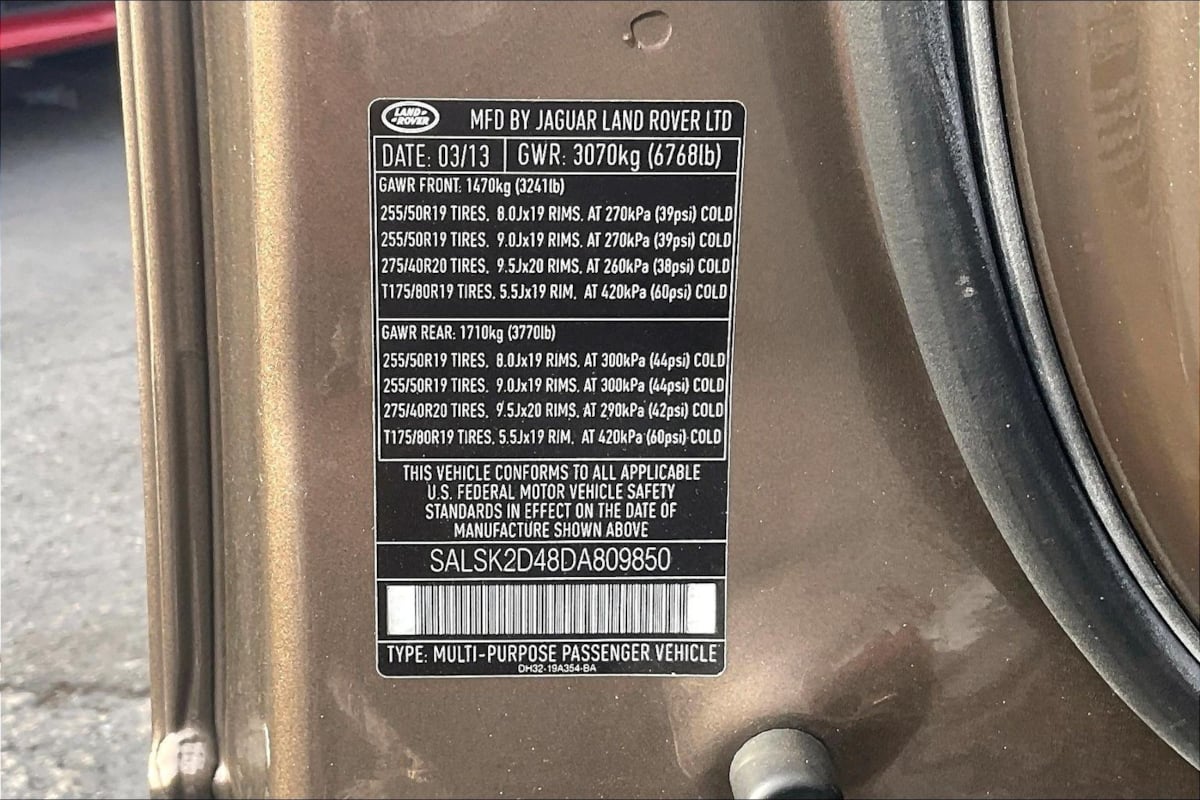 LAND-
-ROVER
MFD BY JAGUAR LAND ROVER LTD
DATE: 03/13 GWR: 3070kg (6768lb)
GAWR FRONT: 1470kg (3241lb)
255/50R19 TIRES, 8.0Jx19 RIMS, AT 270kPa (39psi) COLD
255/50R19 TIRES, 9.0Jx19 RIMS, AT 270kPa (39psi) COLD
275/40R20 TIRES, 9.5Jx20 RIMS, AT 260kPa (38psi) COLD
T175/80R19 TIRES, 5.5Jx19 RIM, AT 420kPa (60psi) COLD
GAWR REAR: 1710kg (3770lb)
255/50R19 TIRES, 8.0Jx19 RIMS, AT 300kPa (44psi) COLD
255/50R19 TIRES, 9.0Jx19 RIMS, AT 300kPa (44psi) COLD
275/40R20 TIRES, 9.5Jx20 RIMS, AT 290kPa (42psi) COLD
T175/80R19 TIRES, 5.5Jx19 RIM, AT 420kPa (60psi) COLD
THIS VEHICLE CONFORMS TO ALL APPLICABLE
U.S. FEDERAL MOTOR VEHICLE SAFETY
STANDARDS IN EFFECT ON THE DATE OF
MANUFACTURE SHOWN ABOVE
SALSK2D48DA809850
TYPE: MULTI-PURPOSE PASSENGER VEHICLE
DH32-19A354-BA